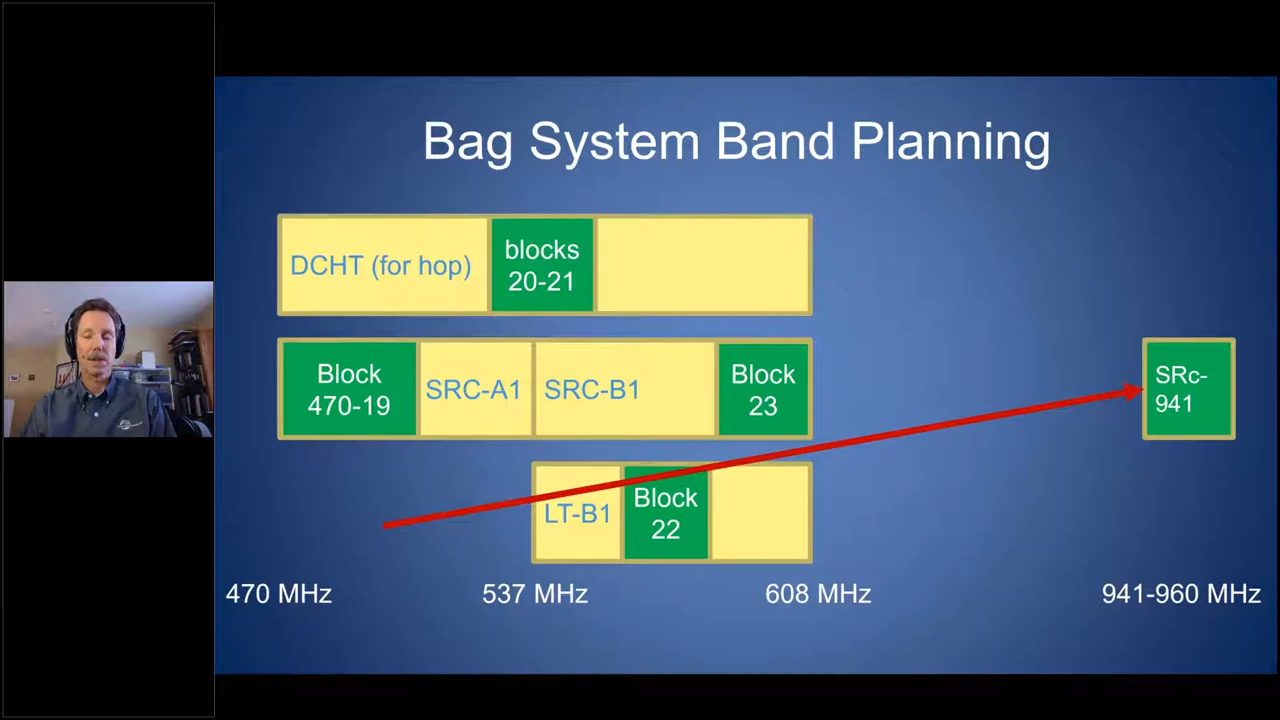 Bag System Band Planning
DCHT (for hop)
blocks
20-21
Block
470-19
SRC-A1
SRC-B1
Block
23
SRc-
941
LT-B1
Block
22
470 MHz
537 MHz
608 MHz
941-960 MHz